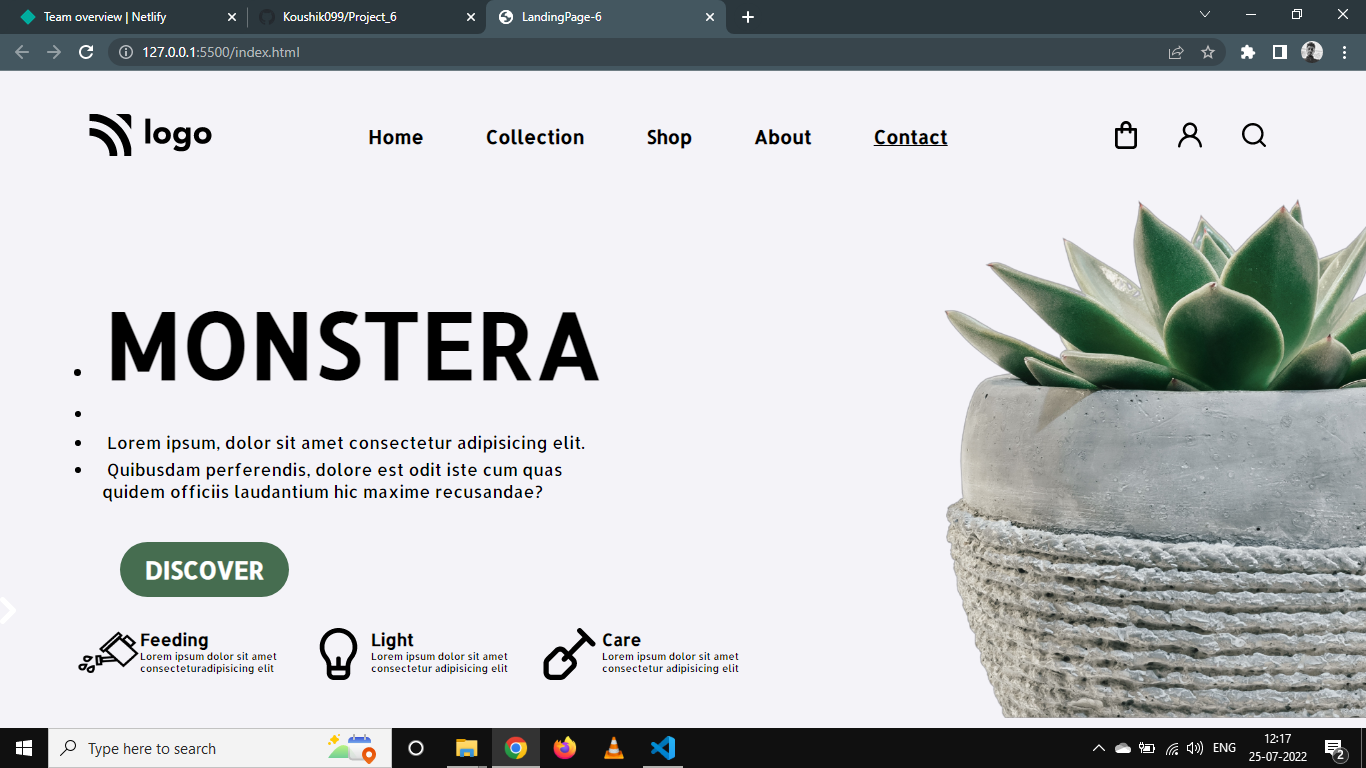 Team overview | Netlify
Koushik099/Project_6
LandingPage-6
127.0.0.1:5500/index.html
logo
Home
Collection
Shop
About
Contact
MONSTERA
Lorem ipsum, dolor sit amet consectetur adipisicing elit.
Quibusdam perferendis, dolore est odit iste cum quas
quidem officiis laudantium hic maxime recusandae?
DISCOVER
Feeding
Lorem ipsum dolor sit amet
consecteturadipisicing elit
Light
Lorem ipsum dolor sit amet
consectetur adipisicing elit
Care
Lorem ipsum dolor sit amet
consectetur adipisicing elit
Type here to search
ENG
12:17
25-07-2022
2